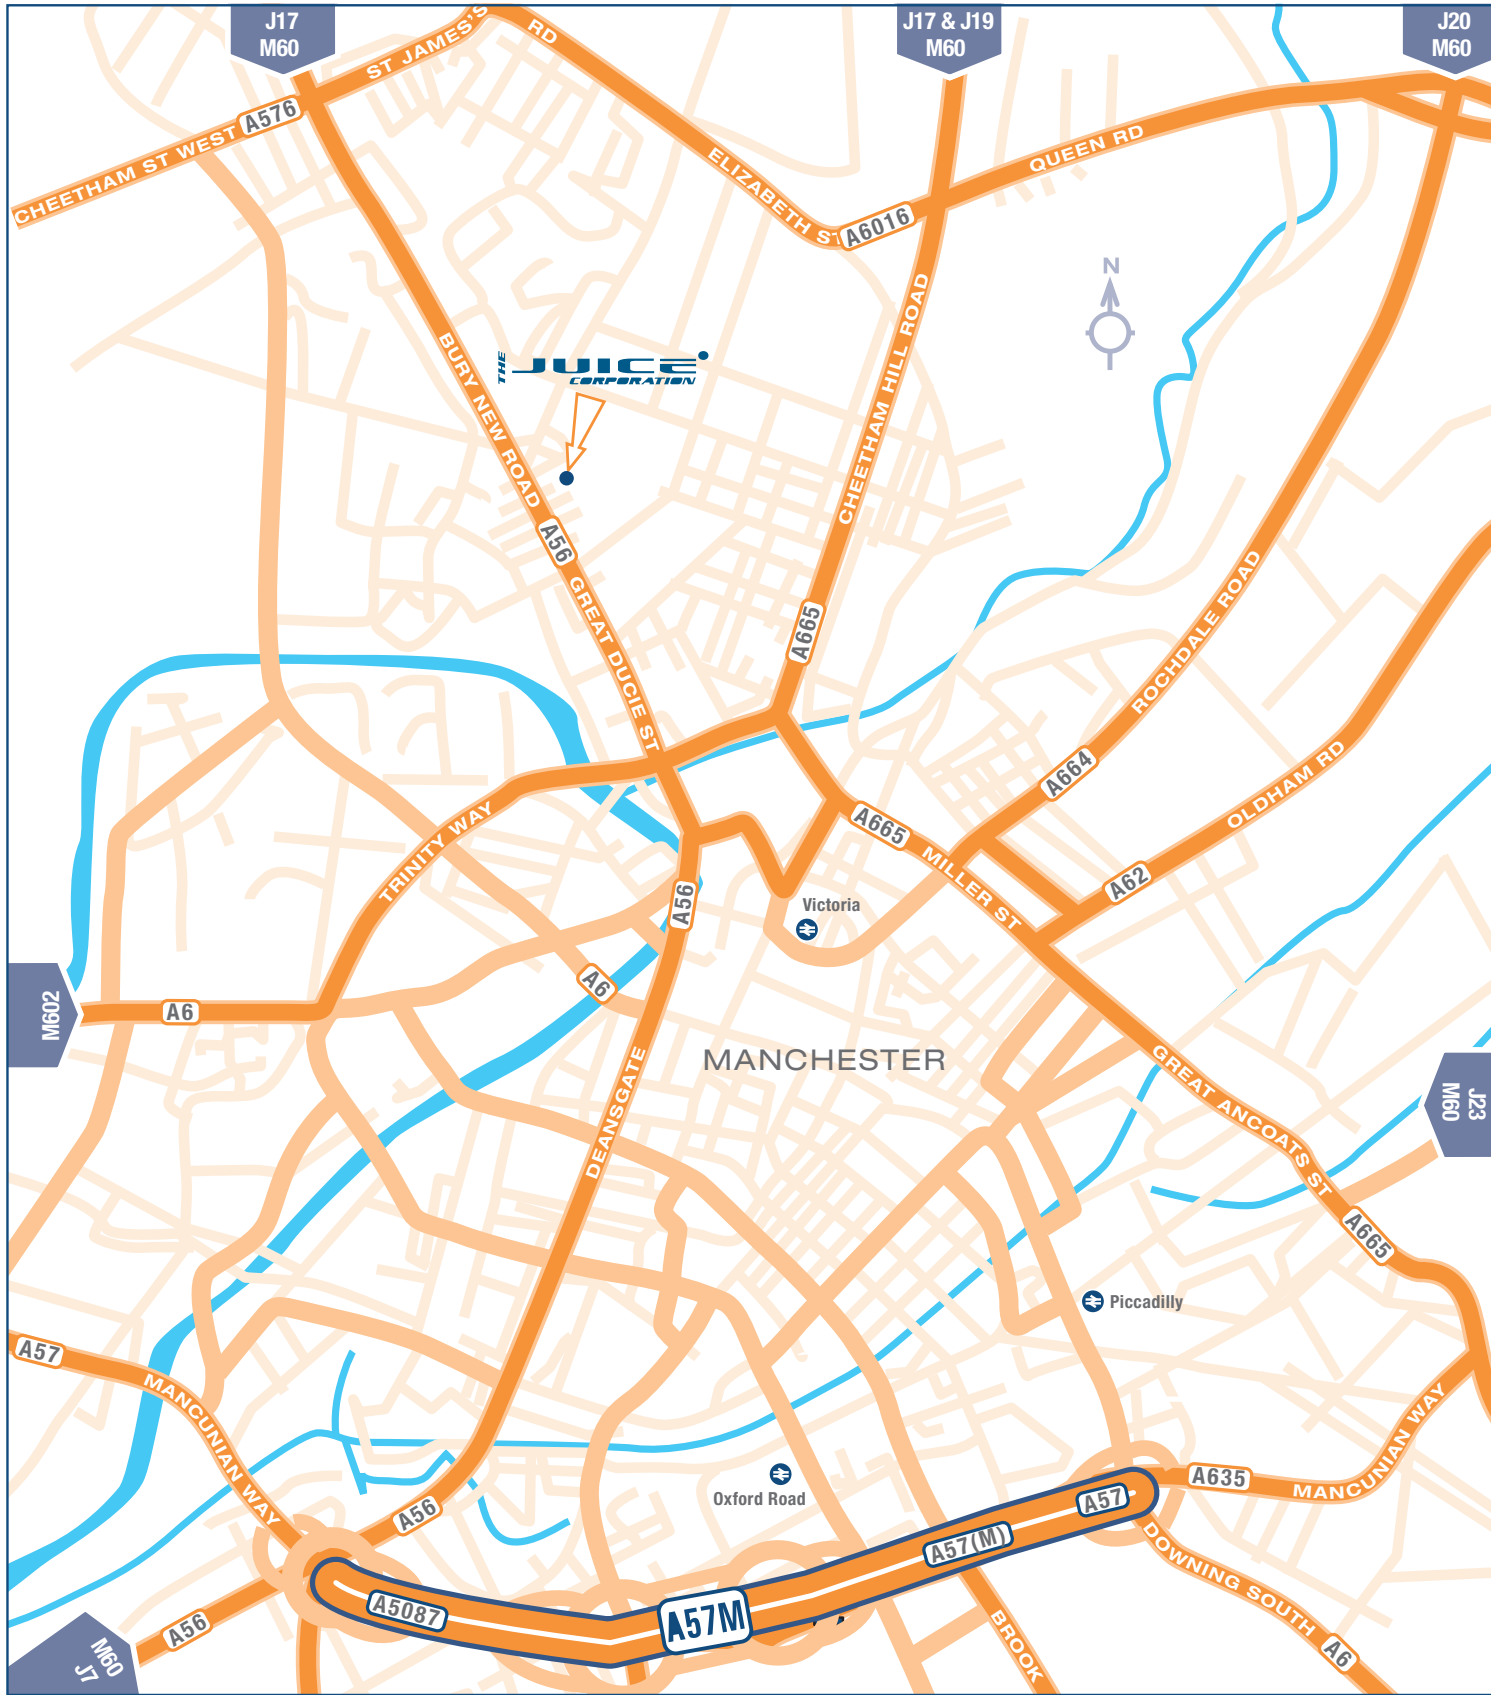 J17
M60
J17 & J19
M60
J20
M60
ST JAMES'S
RD
A576
CHEETHAM ST WEST
ELIZABETH ST
A6016
QUEEN RD
N
BURY NEW ROAD
THE
JUICE
CORPORATION
CHEETHAM HILL ROAD
A56
GREAT DUCIE ST
A665
ROCHDALE ROAD
A664
OLDHAM RD
TRINITY WAY
A665
MILLER ST
A62
A56
Victoria
A6
M602
A6
MANCHESTER
DEANSGATE
GREAT ANCOATS ST
J23
M60
A665
Piccadilly
A57
MANCUNIAN WAY
MANCUNIAN WAY
A635
Oxford Road
A56
A57
A57(M)
DOWNING SOUTH
A5087
A57M
A56
M60
J7
BROOK
A6